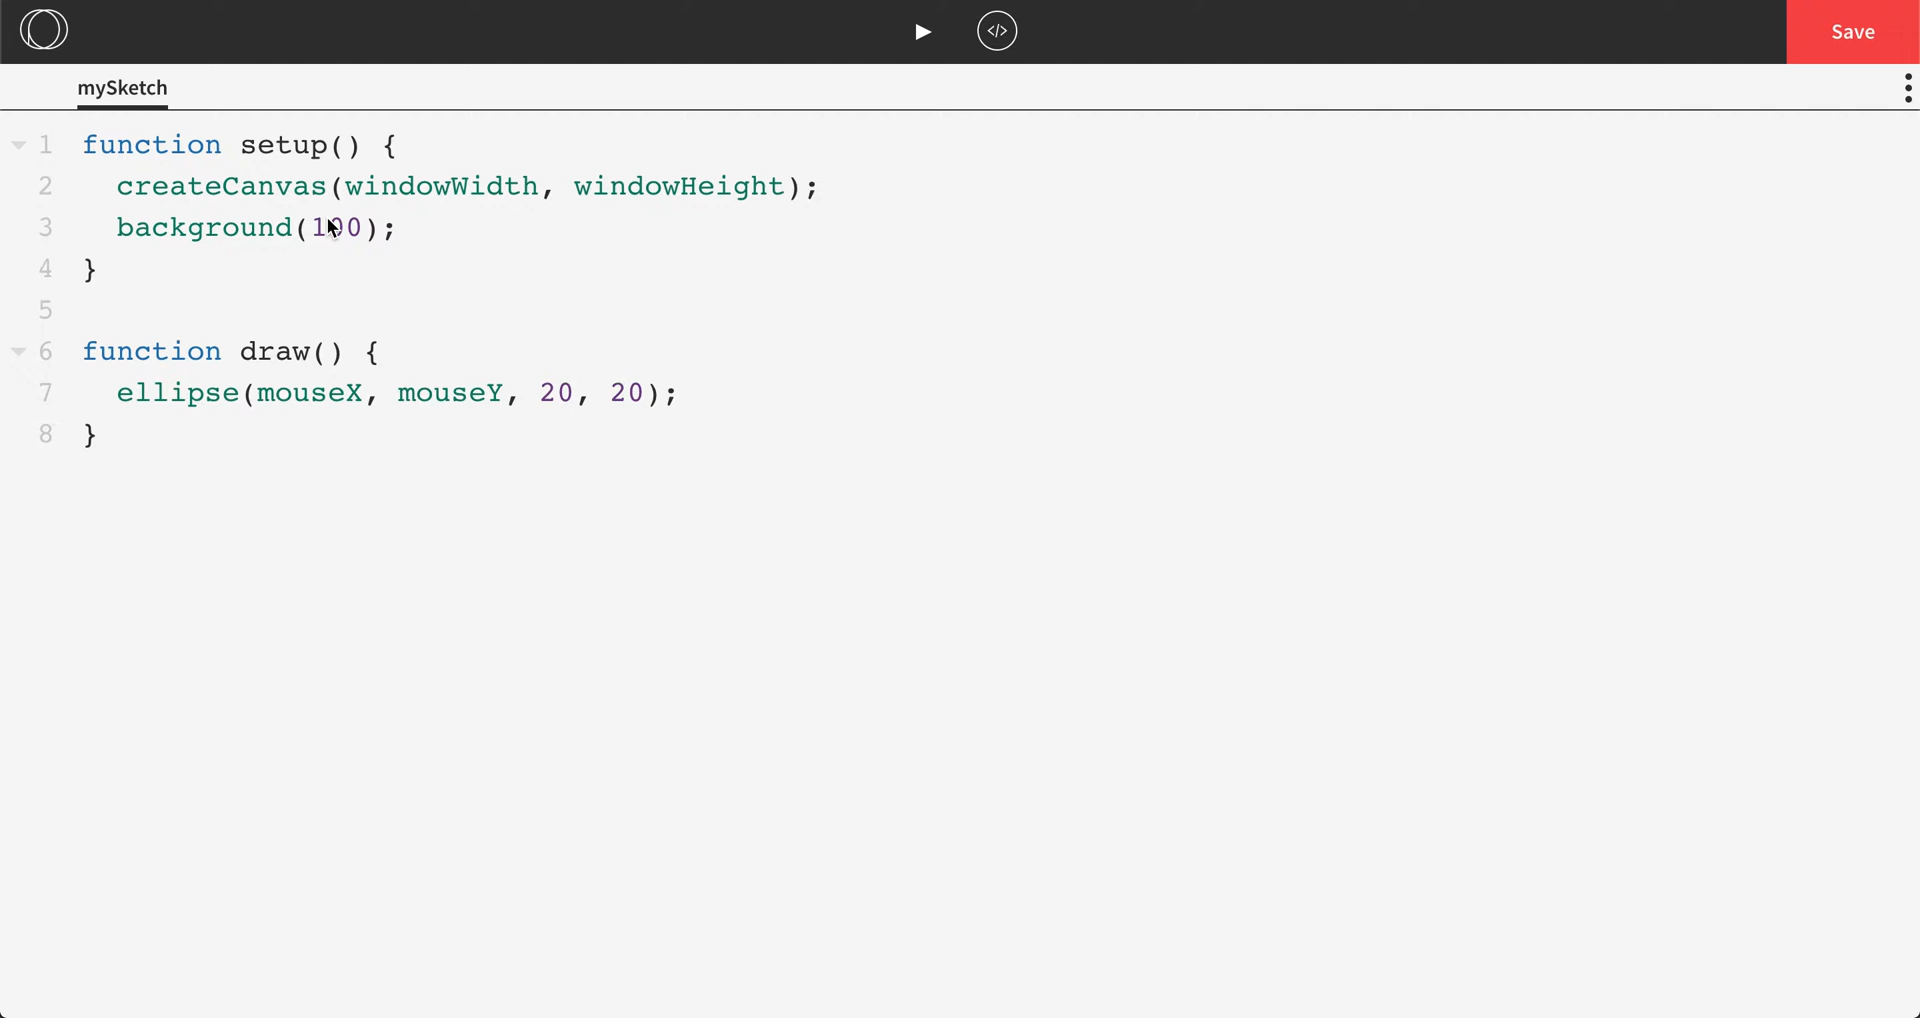 </>
Save
mySketch
1 function setup() {
2 createCanvas(windowWidth, windowHeight);
3 background(100);
4 }
5
6 function draw() {
7 ellipse(mouseX, mouseY, 20, 20);
8 }